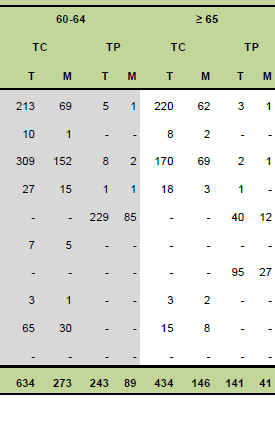 60-64 ≥ 65
TC TP TC TP
T M T M T M T M
213 69 5 1 220 62 3 1
10 1 - - 8 2 - -
309 152 8 2 170 69 2 1
27 15 1 1 18 3 1 -
- - 229 85 - - 40 12
7 5 - - - - - -
- - - - - - 95 27
3 1 - - 3 2 - -
65 30 - - 15 8 - -
- - - - - - - -
634 273 243 89 434 146 141 41